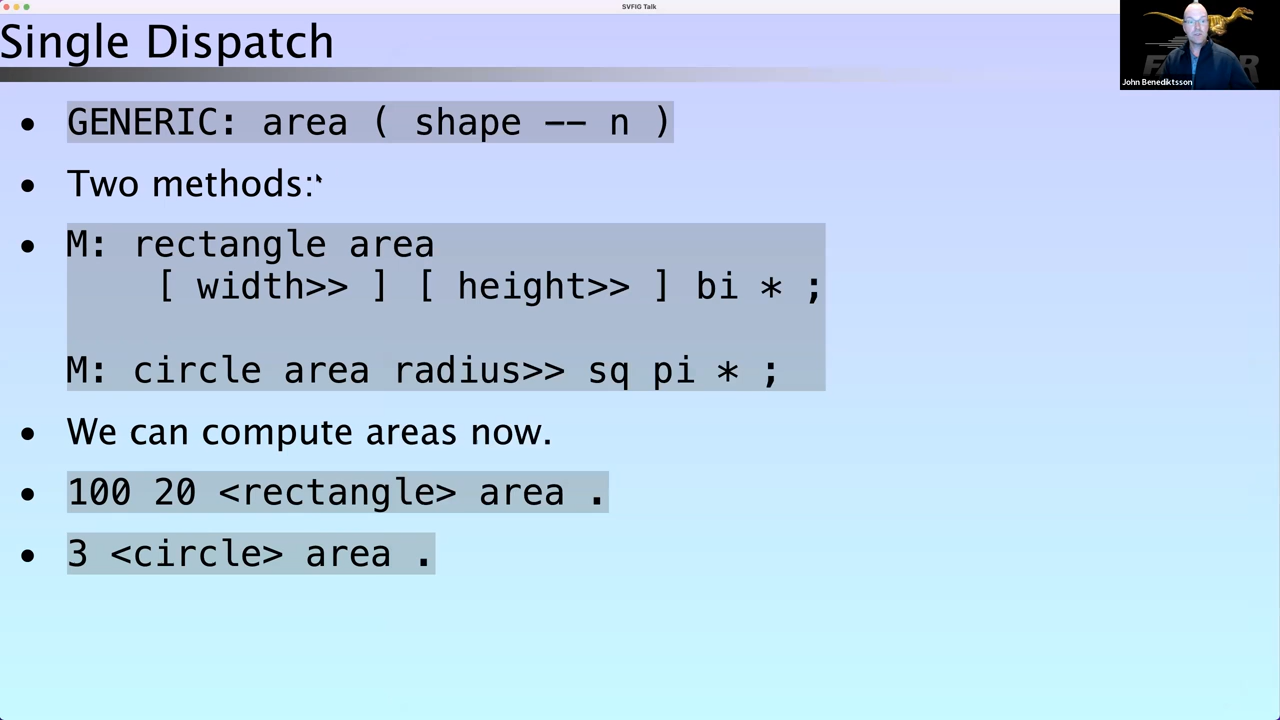 SVFIG Talk
Single Dispatch
John Benediktsson
• GENERIC: area ( shape -- n )
• Two methods:
• M: rectangle area
[ width>> ] [ height>> ] bi * ;
M: circle area radius>> sq pi * ;
• We can compute areas now.
• 100 20 <rectangle> area .
• 3 <circle> area .